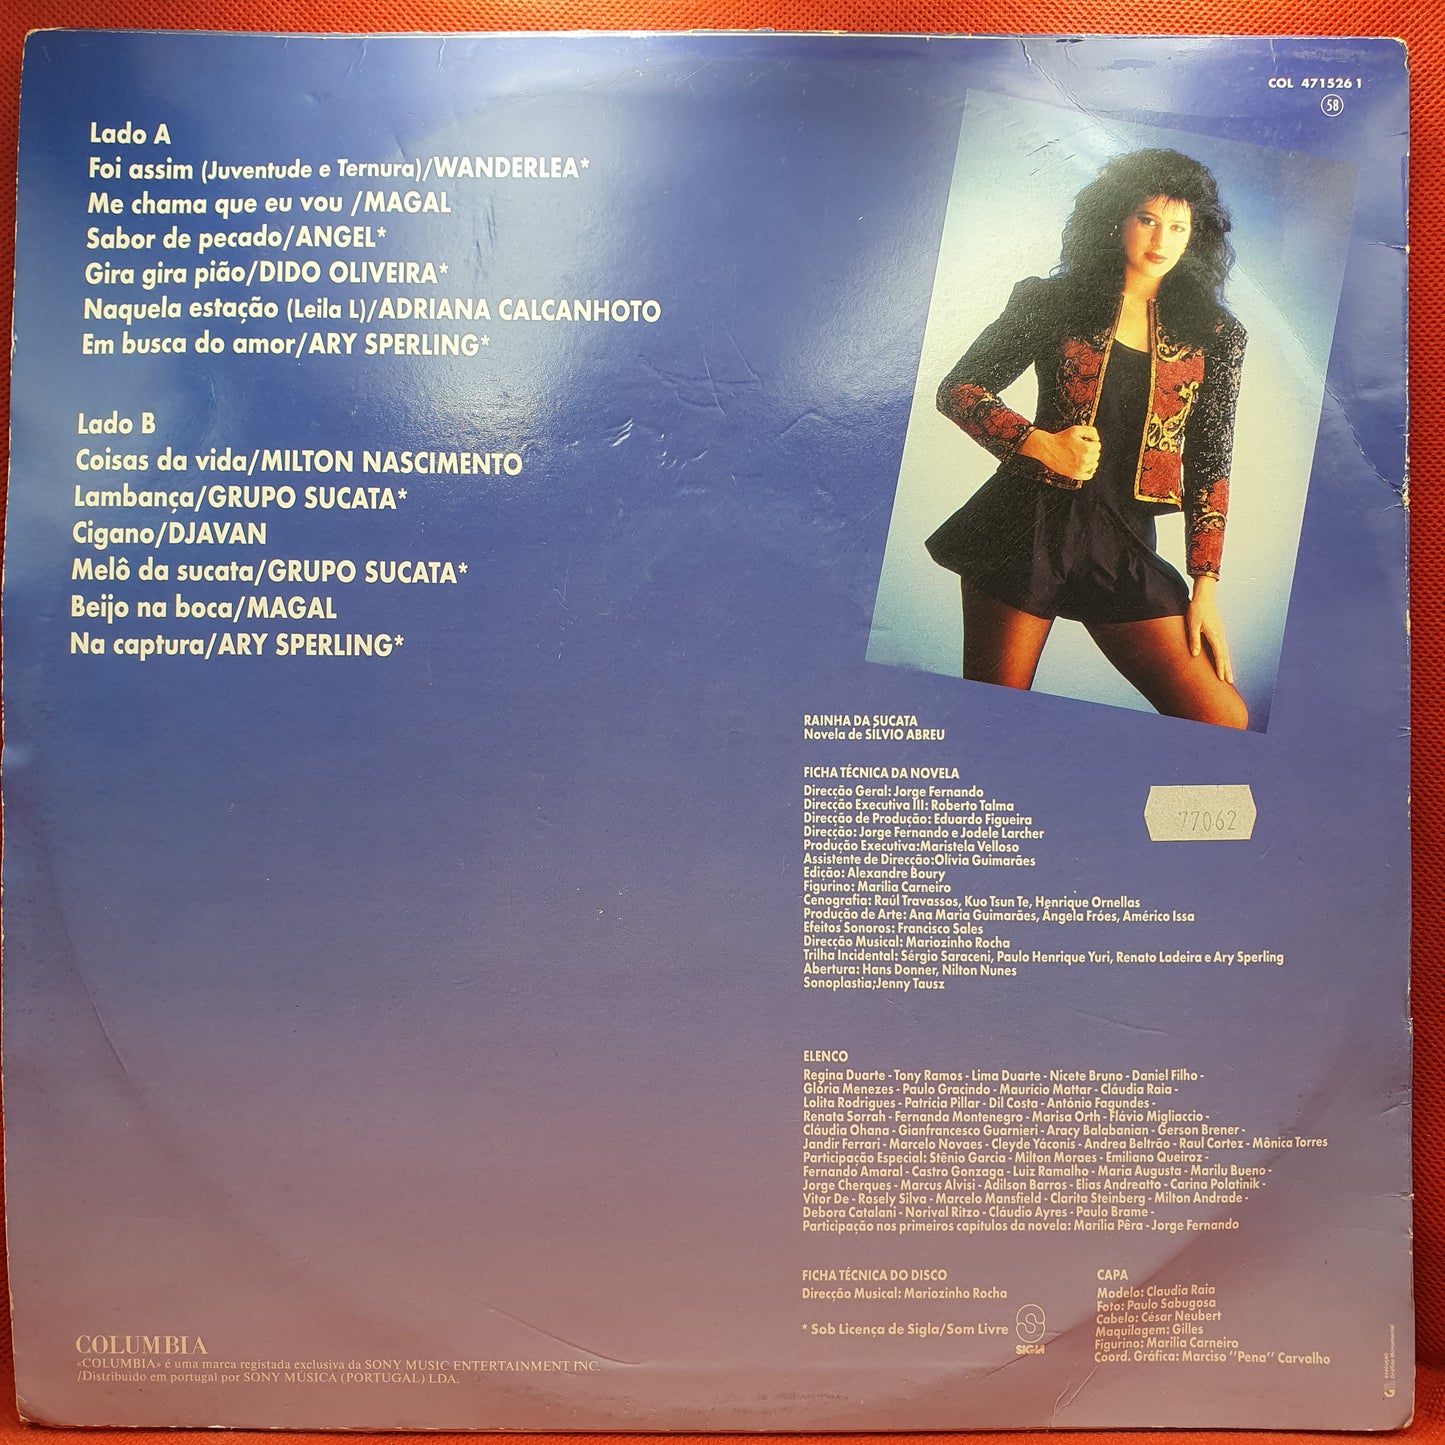 COL 471526 1
58
Lado A
Foi assim (Juventude e Ternura)/WANDERLEA*
Me chama que eu vou /MAGAL
Sabor de pecado/ANGEL*
Gira gira pião/DIDO OLIVEIRA*
Naquela estação (Leila L)/ADRIANA CALCANHOTO
Em busca do amor/ARY SPERLING*
Lado B
Coisas da vida/MILTON NASCIMENTO
Lambança/GRUPO SUCATA*
Cigano/DJAVAN
Melô da sucata/GRUPO SUCATA*
Beijo na boca/MAGAL
Na captura/ARY SPERLING*
RAINHA DA SUCATA
Novela de SÍLVIO ABREU
FICHA TÉCNICA DA NOVELA
Direcção Geral: Jorge Fernando
Direcção Executiva III: Roberto Talma
Direcção de Produção: Eduardo Figueira
Direcção: Jorge Fernando e Jodele Larcher
Produção Executiva:Maristela Velloso
Assistente de Direcção:Olívia Guimarães
Edição: Alexandre Boury
Figurino: Marília Carneiro
Cenografia: Raúl Travassos, Kuo Tsun Te, Henrique Ornellas
Produção de Arte: Ana Maria Guimarães, Ângela Fróes, Américo Issa
Efeitos Sonoros: Francisco Sales
Direcção Musical: Mariozinho Rocha
Trilha Incidental: Sérgio Saraceni, Paulo Henrique Yuri, Renato Ladeira e Ary Sperling
Abertura: Hans Donner, Nilton Nunes
Sonoplastia;Jenny Tausz
77062
ELENCO
Regina Duarte - Tony Ramos - Lima Duarte - Nicete Bruno - Daniel Filho -
Glória Menezes - Paulo Gracindo - Maurício Mattar - Cláudia Raia -
Lolita Rodrigues - Patrícia Pillar - Dil Costa - António Fagundes -
Renata Sorrah - Fernanda Montenegro - Marisa Orth - Flávio Migliaccio -
Cláudia Ohana - Gianfrancesco Guarnieri - Aracy Balabanian - Gerson Brener -
Jandir Ferrari - Marcelo Novaes - Cleyde Yáconis - Andrea Beltrão - Raul Cortez - Mônica Torres
Participação Especial: Stênio Garcia - Milton Moraes - Emiliano Queiroz -
Fernando Amaral - Castro Gonzaga - Luiz Ramalho - Maria Augusta - Marilu Bueno -
Jorge Cherques - Marcus Alvisi - Adilson Barros - Elias Andreatto - Carina Polatinik -
Vitor De - Rosely Silva - Marcelo Mansfield - Clarita Steinberg - Milton Andrade -
Debora Catalani - Norival Ritzo - Cláudio Ayres - Paulo Brame -
Participação nos primeiros capítulos da novela: Marília Pêra - Jorge Fernando
FICHA TÉCNICA DO DISCO
Direcção Musical: Mariozinho Rocha
* Sob Licença de Sigla/Som Livre
SIGLA
CAPA
Modelo: Claudia Raia
Foto: Paulo Sabugosa
Cabelo: César Neubert
Maquilagem: Gilles
Figurino: Marília Carneiro
Coord. Gráfica: Marciso "Pena" Carvalho
COLUMBIA
«COLUMBIA» é uma marca registada exclusiva da SONY MUSIC ENTERTAINMENT INC.
/Distribuido em portugal por SONY MÚSICA (PORTUGAL) LDA.
execução
Gráfica Monumental